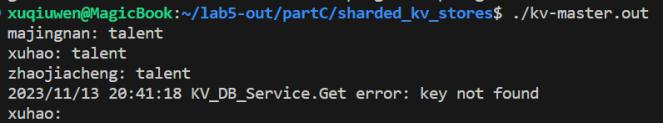 xuqiuwen@MagicBook:~/lab5-out/partC/sharded_kv_stores$ ./kv-master.out
majingnan: talent
xuhao: talent
zhaojiacheng: talent
2023/11/13 20:41:18 KV_DB_Service.Get error: key not found
xuhao: